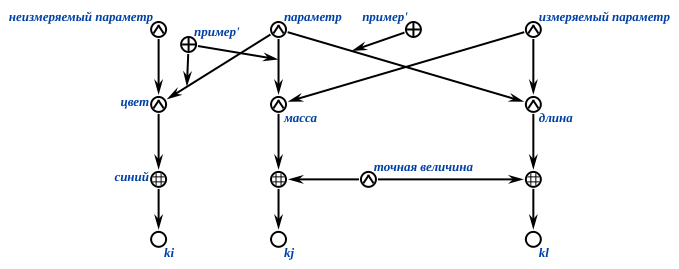 неизмеряемый параметр
параметр
пример'
измеряемый параметр
пример'
цвет
масса
длина
точная величина
синий
ki
kj
kl